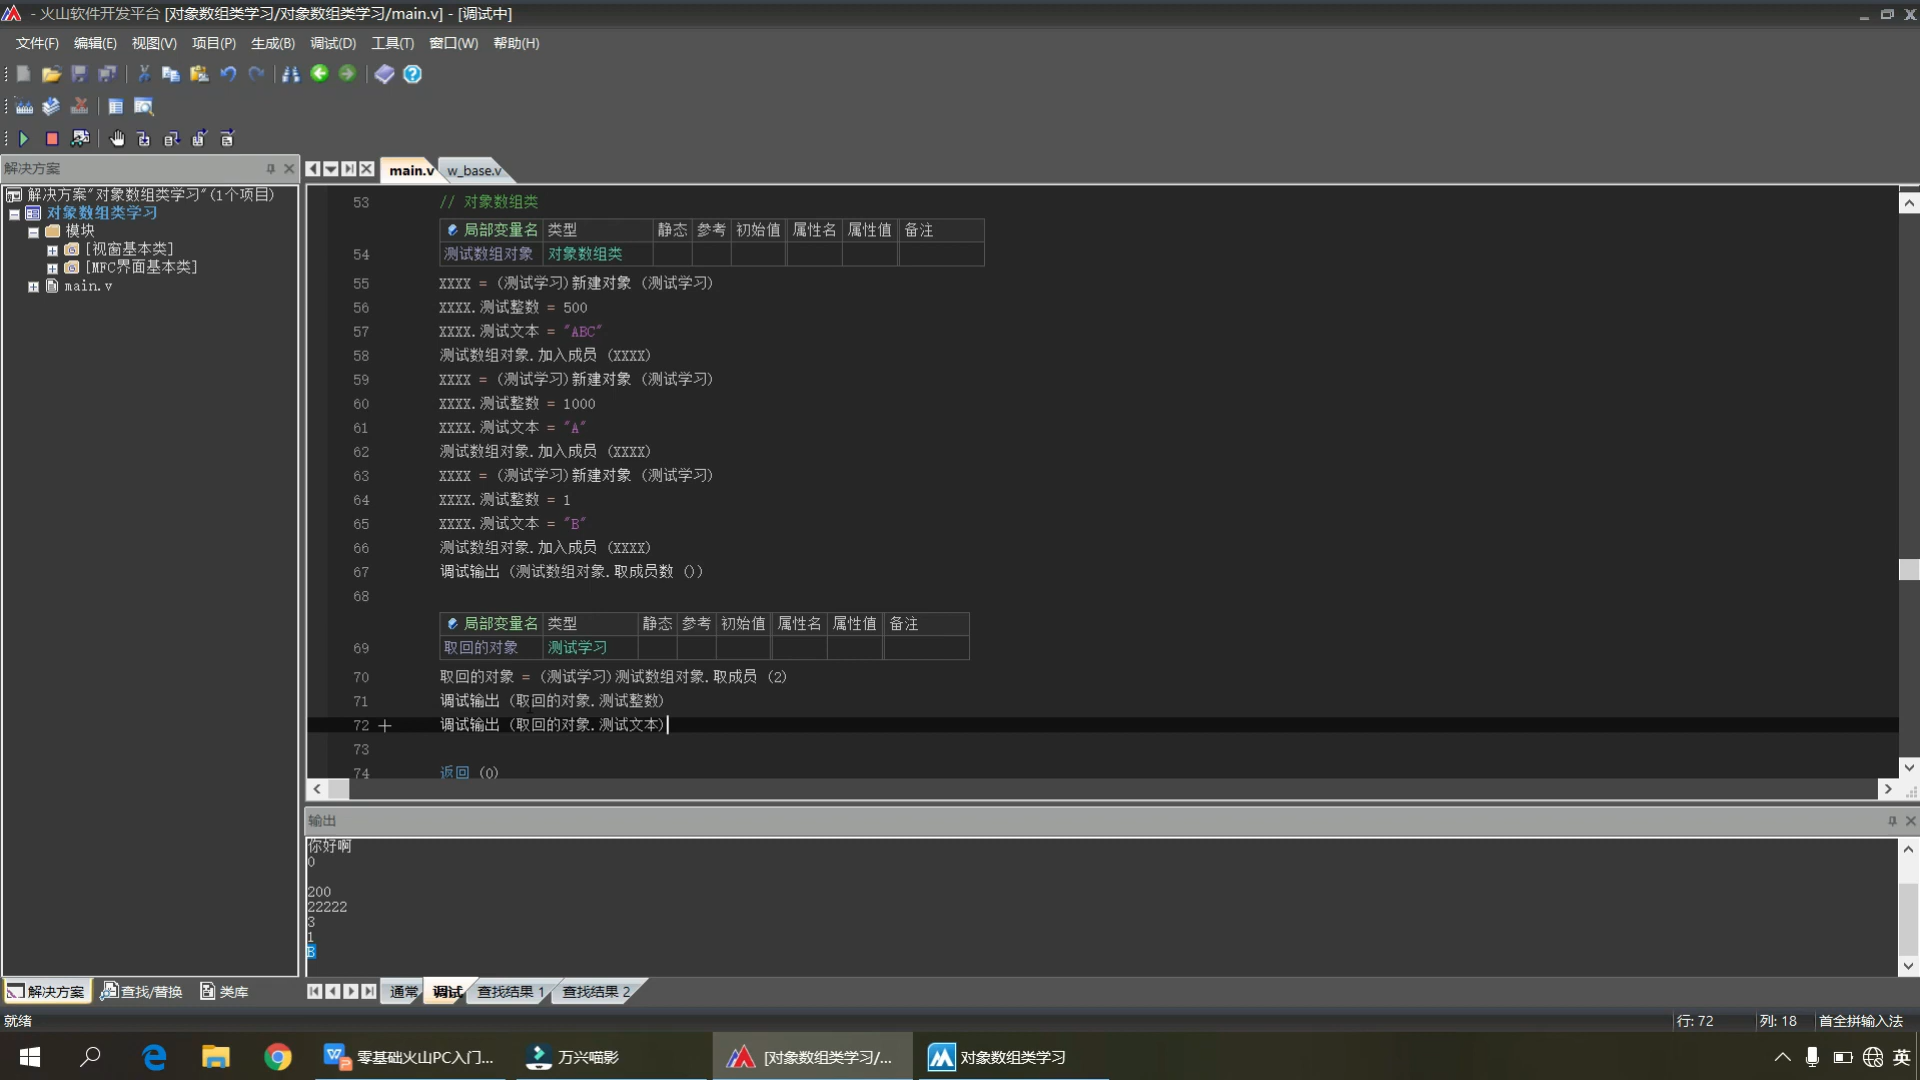 - 火山软件开发平台 [对象数组类学习/对象数组类学习/main.v] - [调试中]
文件(F) 编辑(E) 视图(V) 项目(P) 生成(B) 调试(D) 工具(T) 窗口(W) 帮助(H)
解决方案
解决方案"对象数组类学习"(1个项目)
对象数组类学习
模块
[视窗基本类]
[MFC界面基本类]
main.v
main.v w_base.v
53 // 对象数组类
局部变量名 类型 静态 参考 初始值 属性名 属性值 备注
54 测试数组对象 对象数组类
55 XXXX = (测试学习)新建对象 (测试学习)
56 XXXX.测试整数 = 500
57 XXXX.测试文本 = "ABC"
58 测试数组对象.加入成员 (XXXX)
59 XXXX = (测试学习)新建对象 (测试学习)
60 XXXX.测试整数 = 1000
61 XXXX.测试文本 = "A"
62 测试数组对象.加入成员 (XXXX)
63 XXXX = (测试学习)新建对象 (测试学习)
64 XXXX.测试整数 = 1
65 XXXX.测试文本 = "B"
66 测试数组对象.加入成员 (XXXX)
67 调试输出 (测试数组对象.取成员数 ())
68
局部变量名 类型 静态 参考 初始值 属性名 属性值 备注
69 取回的对象 测试学习
70 取回的对象 = (测试学习)测试数组对象.取成员 (2)
71 调试输出 (取回的对象.测试整数)
72 调试输出 (取回的对象.测试文本)
73
74 返回 (0)
输出
你好啊
0
200
22222
3
1
B
解决方案 查找/替换 类库 通常 调试 查找结果 1 查找结果 2
就绪 行: 72 列: 18 首全拼输入法
零基础火山PC入门... 万兴喵影 [对象数组类学习/... 对象数组类学习 英